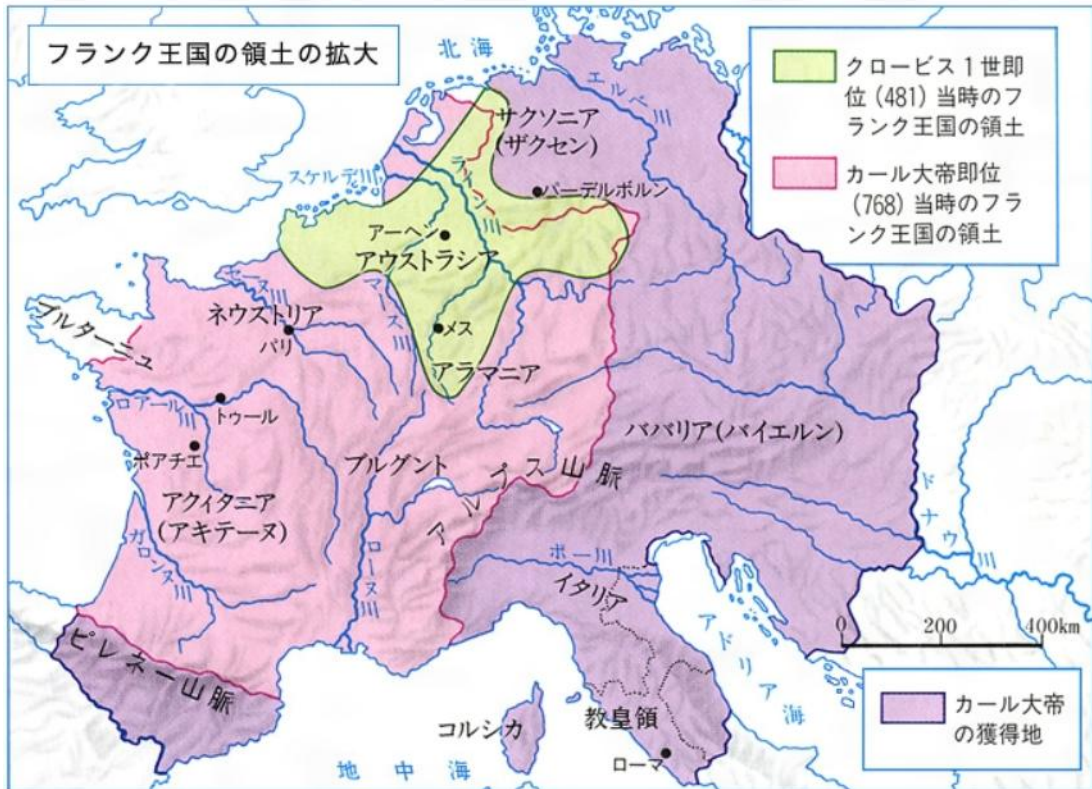 フランク王国の領土の拡大
北海
クロービス1世即
位(481)当時のフ
ランク王国の領土
カール大帝即位
(768)当時のフラ
ンク王国の領土
エルベ川
サクソニア
(ザクセン)
スケルデ川
ライン川
パーデルボルン
アーヘン
アウストラシア
セーヌ川
マース川
ネウストリア
パリ
メス
ブルターニュ
アラマニア
ロアール川
トゥール
ポアチエ
ブルグント
アルプス山脈
ババリア(バイエルン)
アクィタニア
(アキテーヌ)
ガロンヌ川
ローヌ川
ポー川
イタリア
ドナウ川
アドリア海
0 200 400km
ピレネー山脈
コルシカ
教皇領
ローマ
地中海
カール大帝
の獲得地